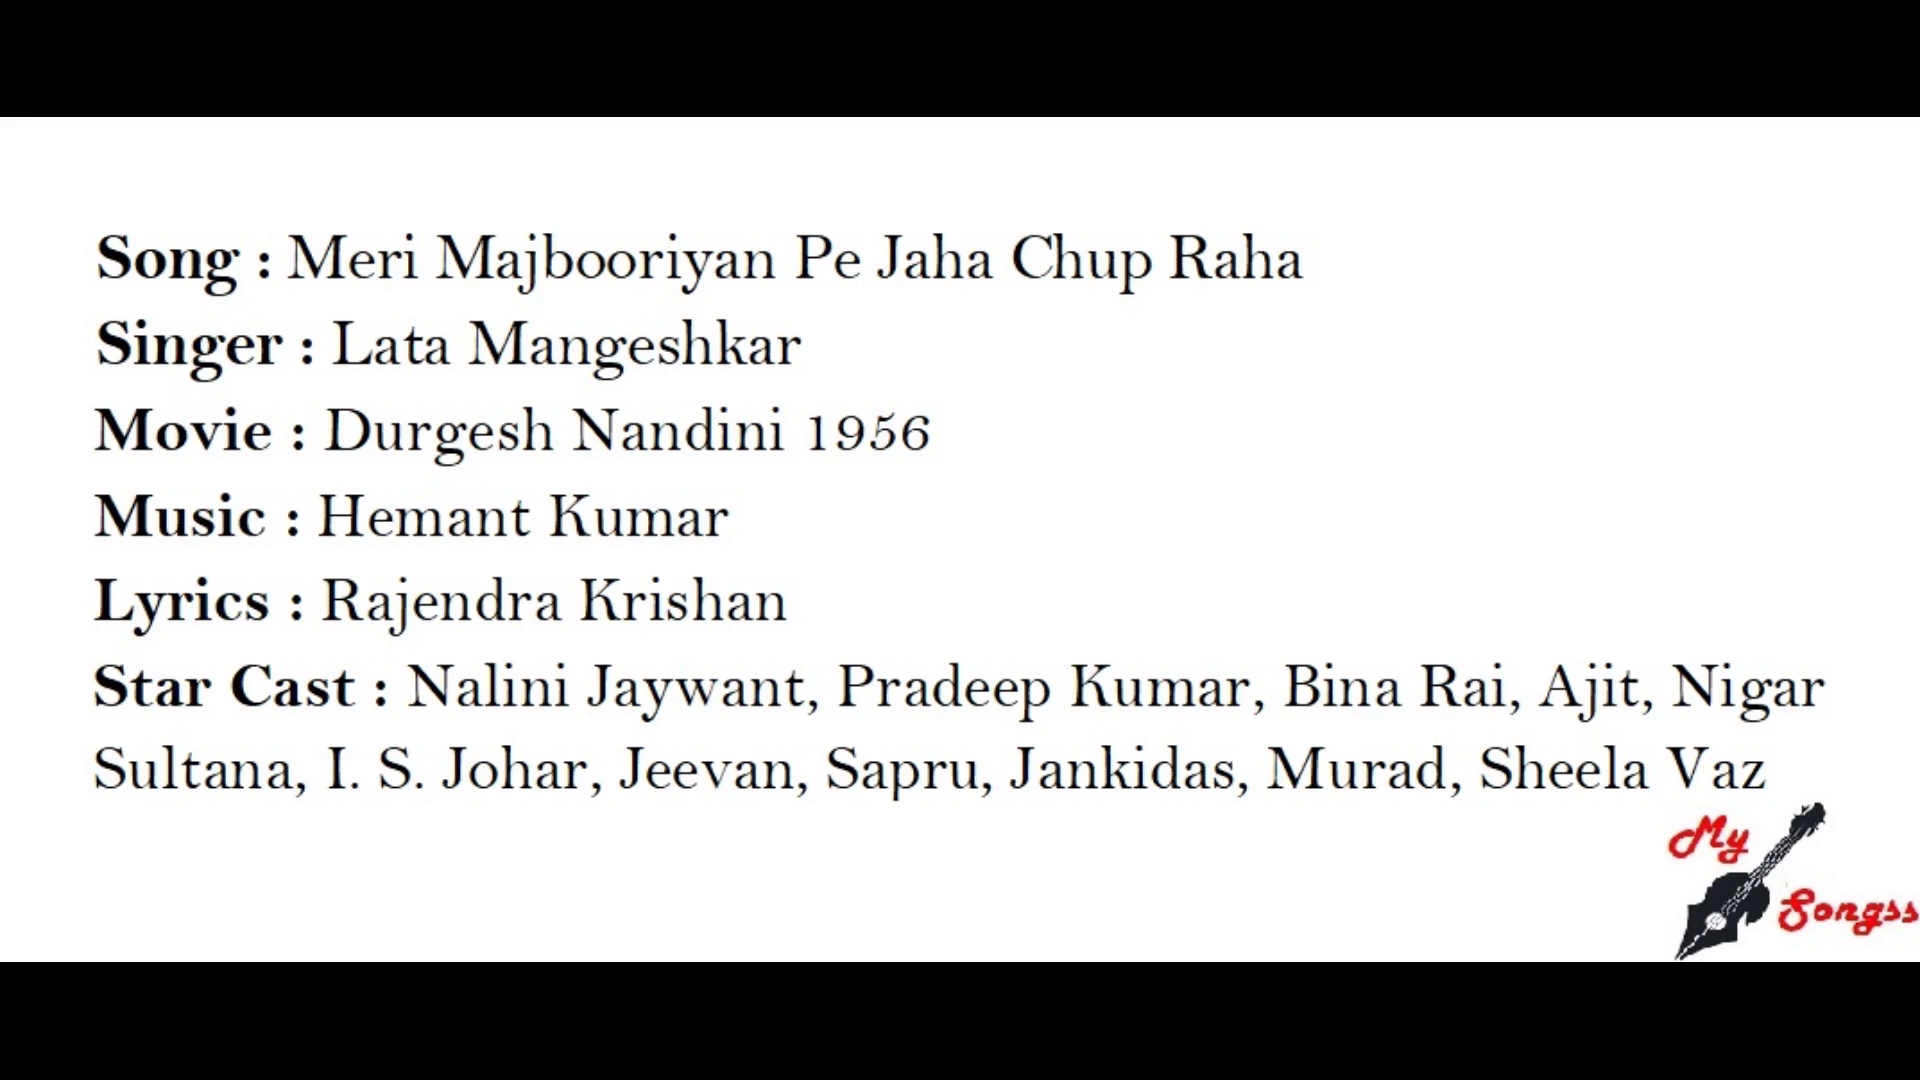 Song : Meri Majbooriyan Pe Jaha Chup Raha
Singer : Lata Mangeshkar
Movie : Durgesh Nandini 1956
Music : Hemant Kumar
Lyrics : Rajendra Krishan
Star Cast : Nalini Jaywant, Pradeep Kumar, Bina Rai, Ajit, Nigar
Sultana, I. S. Johar, Jeevan, Sapru, Jankidas, Murad, Sheela Vaz
My
Songss